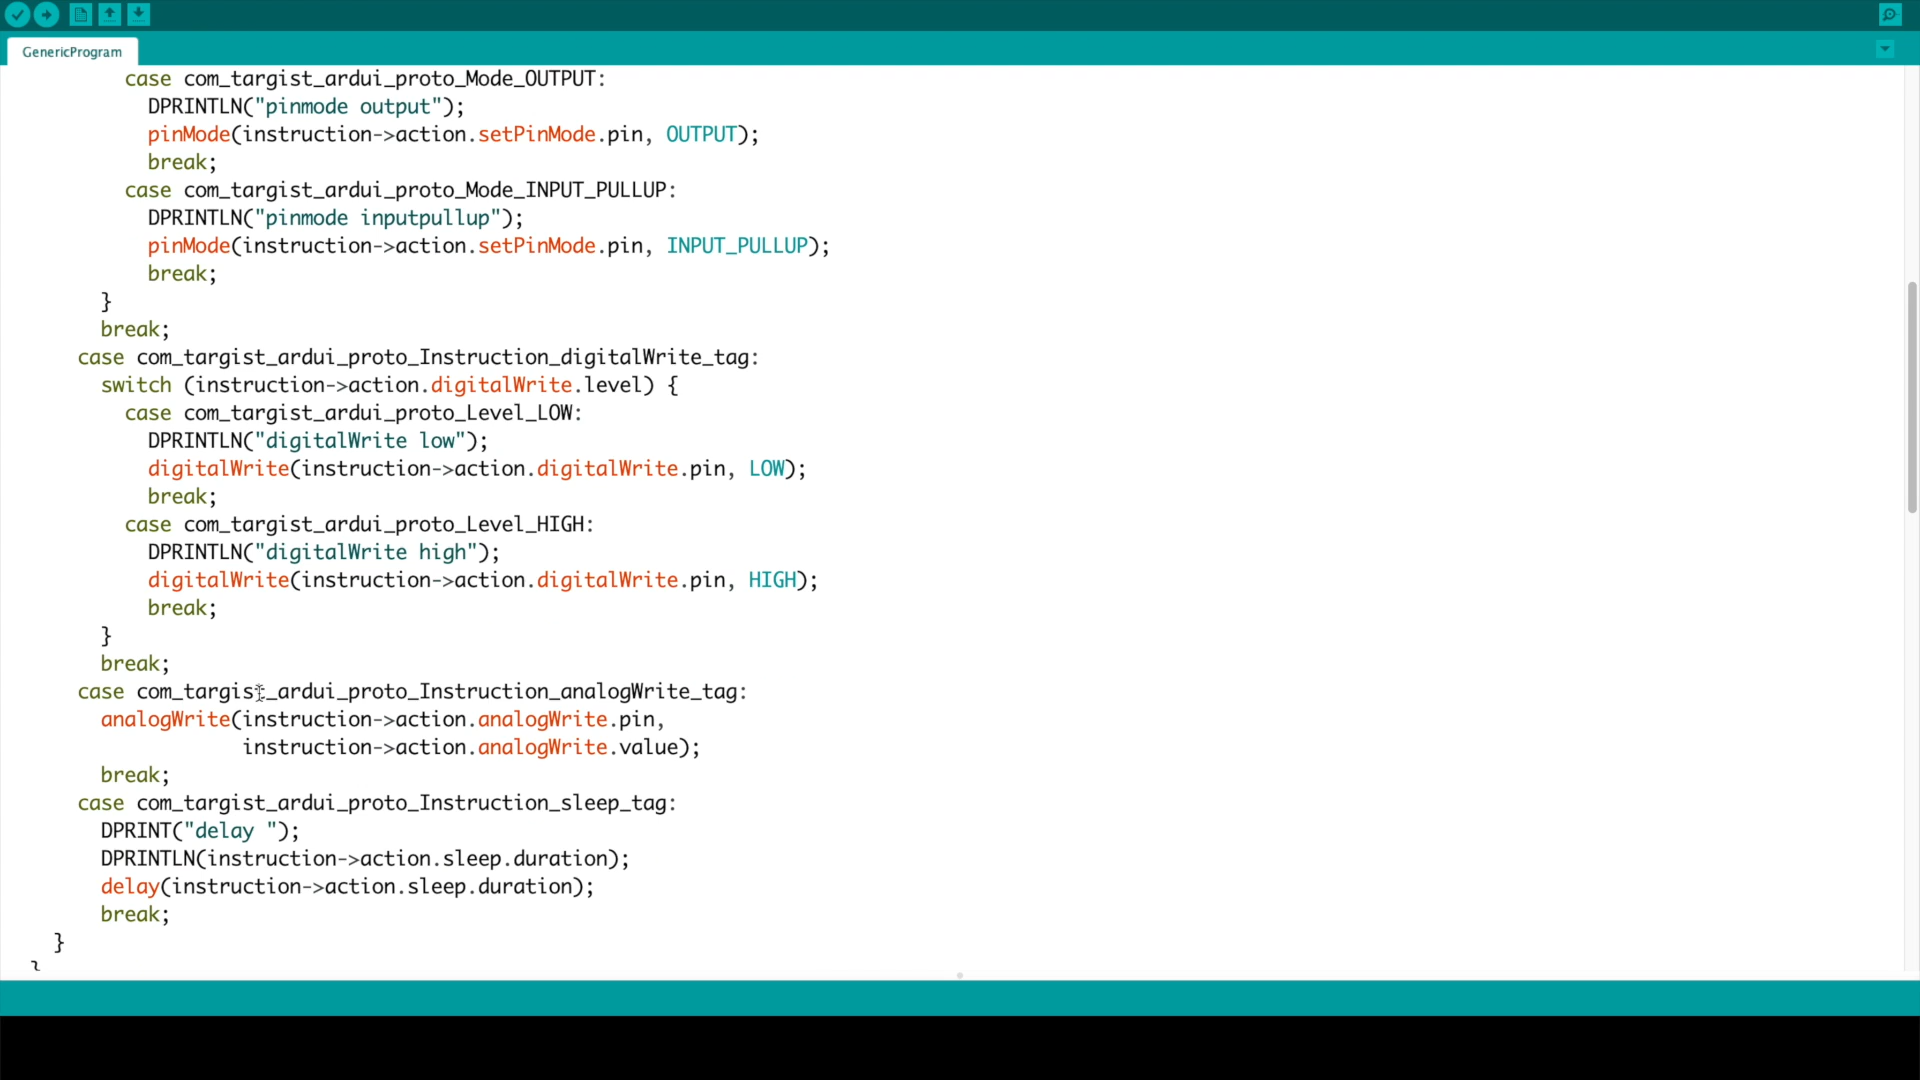 GenericProgram
case com_targist_ardui_proto_Mode_OUTPUT:
DPRINTLN("pinmode output");
pinMode(instruction->action.setPinMode.pin, OUTPUT);
break;
case com_targist_ardui_proto_Mode_INPUT_PULLUP:
DPRINTLN("pinmode inputpullup");
pinMode(instruction->action.setPinMode.pin, INPUT_PULLUP);
break;
}
break;
case com_targist_ardui_proto_Instruction_digitalWrite_tag:
switch (instruction->action.digitalWrite.level) {
case com_targist_ardui_proto_Level_LOW:
DPRINTLN("digitalWrite low");
digitalWrite(instruction->action.digitalWrite.pin, LOW);
break;
case com_targist_ardui_proto_Level_HIGH:
DPRINTLN("digitalWrite high");
digitalWrite(instruction->action.digitalWrite.pin, HIGH);
break;
}
break;
case com_targist_ardui_proto_Instruction_analogWrite_tag:
analogWrite(instruction->action.analogWrite.pin,
instruction->action.analogWrite.value);
break;
case com_targist_ardui_proto_Instruction_sleep_tag:
DPRINT("delay ");
DPRINTLN(instruction->action.sleep.duration);
delay(instruction->action.sleep.duration);
break;
}
}